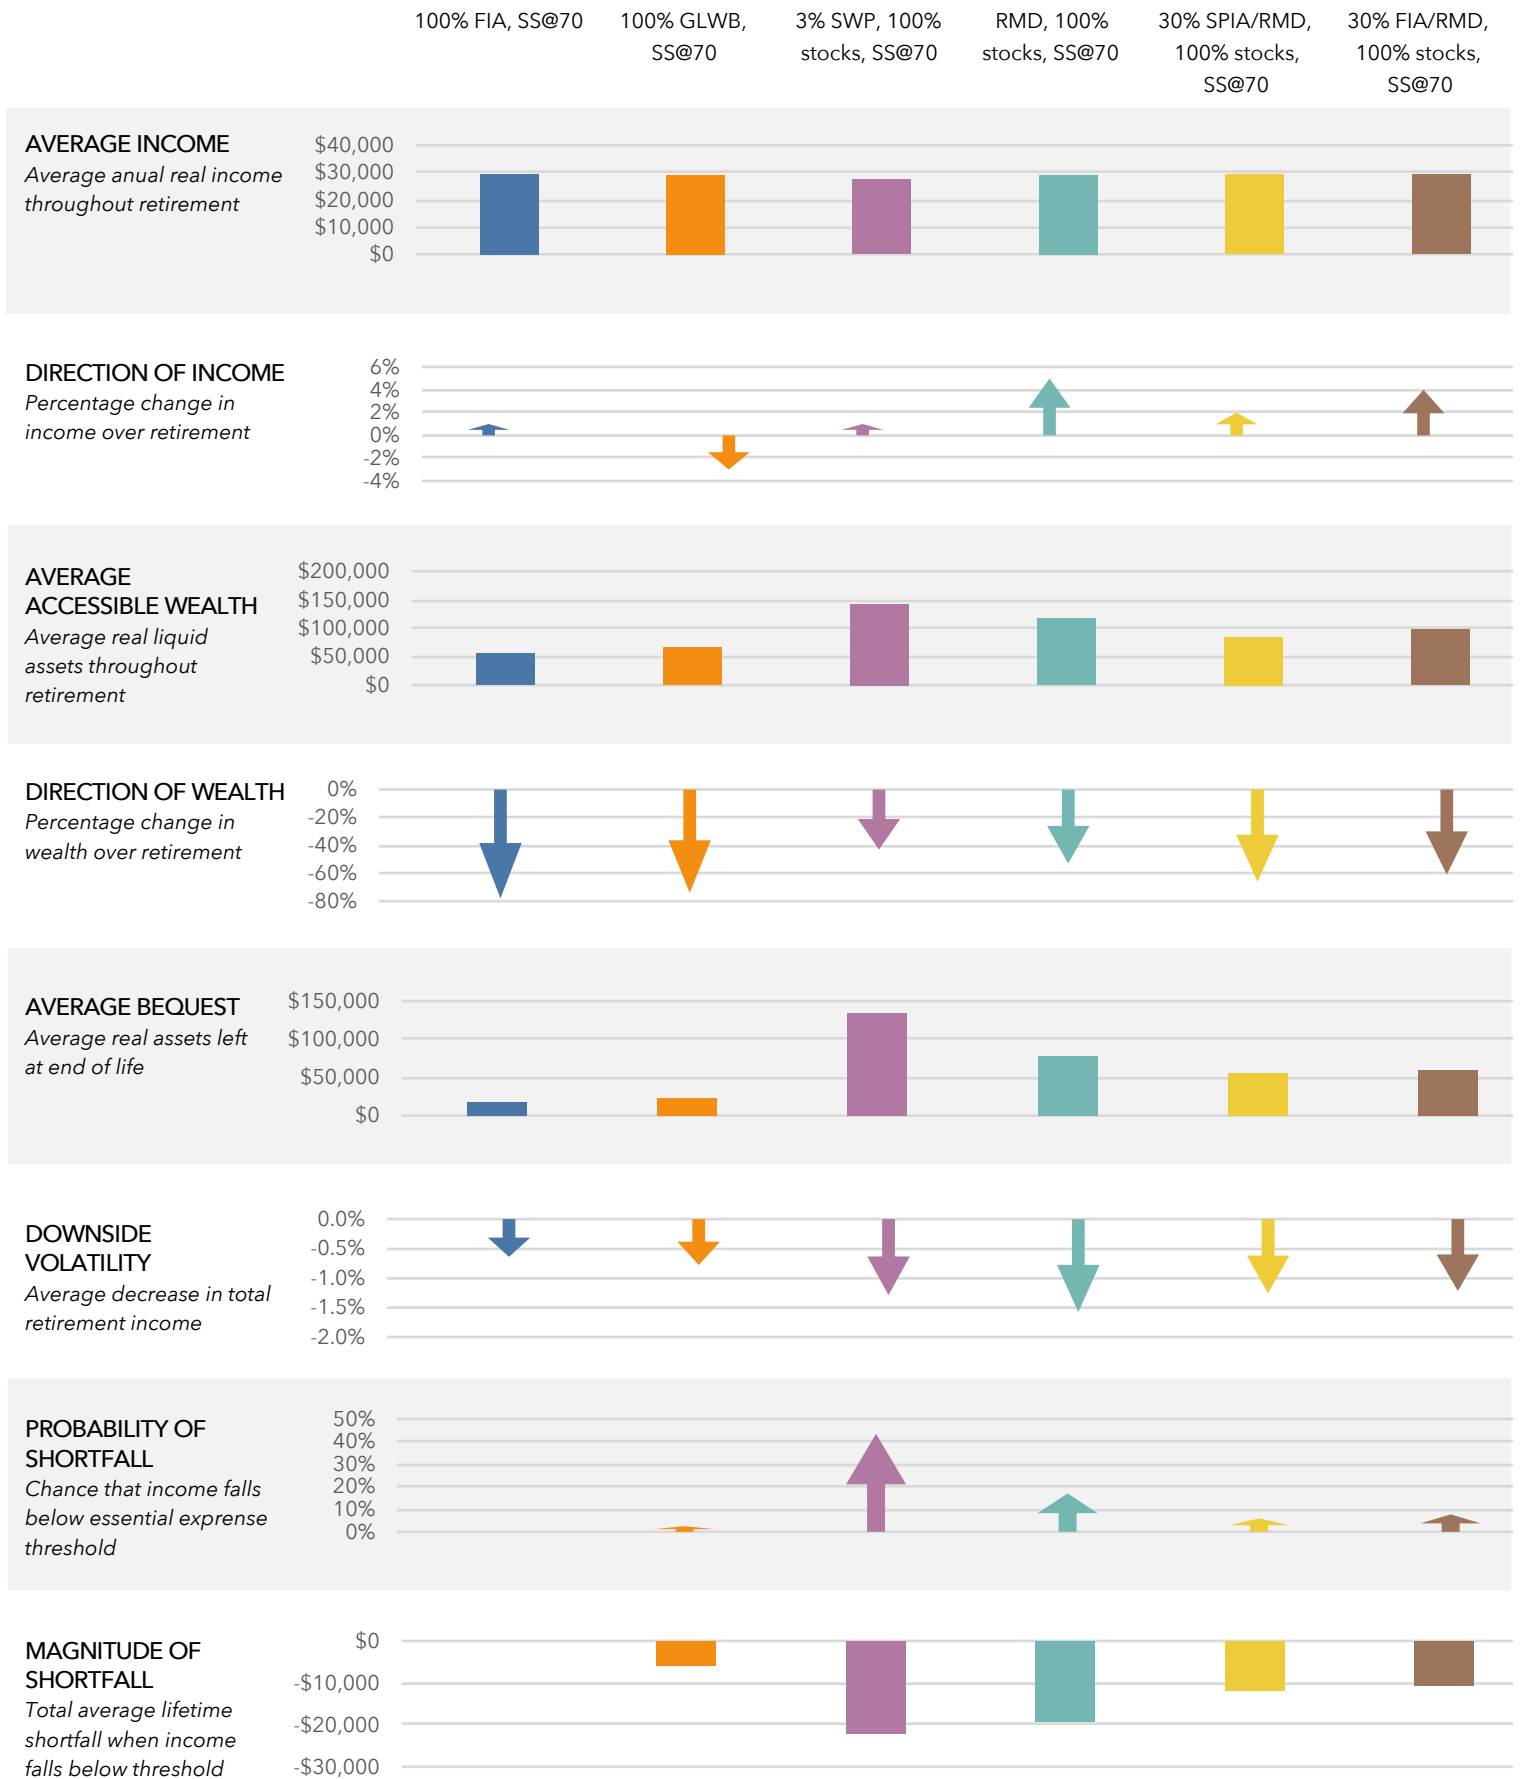 100% FIA, SS@70
100% GLWB,
SS@70
3% SWP, 100%
stocks, SS@70
RMD, 100%
stocks, SS@70
30% SPIA/RMD,
100% stocks,
SS@70
30% FIA/RMD,
100% stocks,
SS@70
AVERAGE INCOME
Average anual real income
throughout retirement
$40,000
$30,000
$20,000
$10,000
$0
DIRECTION OF INCOME
Percentage change in
income over retirement
6%
4%
2%
0%
-2%
-4%
AVERAGE
ACCESSIBLE WEALTH
Average real liquid
assets throughout
retirement
$200,000
$150,000
$100,000
$50,000
$0
DIRECTION OF WEALTH
Percentage change in
wealth over retirement
0%
-20%
-40%
-60%
-80%
AVERAGE BEQUEST
Average real assets left
at end of life
$150,000
$100,000
$50,000
$0
DOWNSIDE
VOLATILITY
Average decrease in total
retirement income
0.0%
-0.5%
-1.0%
-1.5%
-2.0%
PROBABILITY OF
SHORTFALL
Chance that income falls
below essential exprense
threshold
50%
40%
30%
20%
10%
0%
MAGNITUDE OF
SHORTFALL
Total average lifetime
shortfall when income
falls below threshold
$0
-$10,000
-$20,000
-$30,000